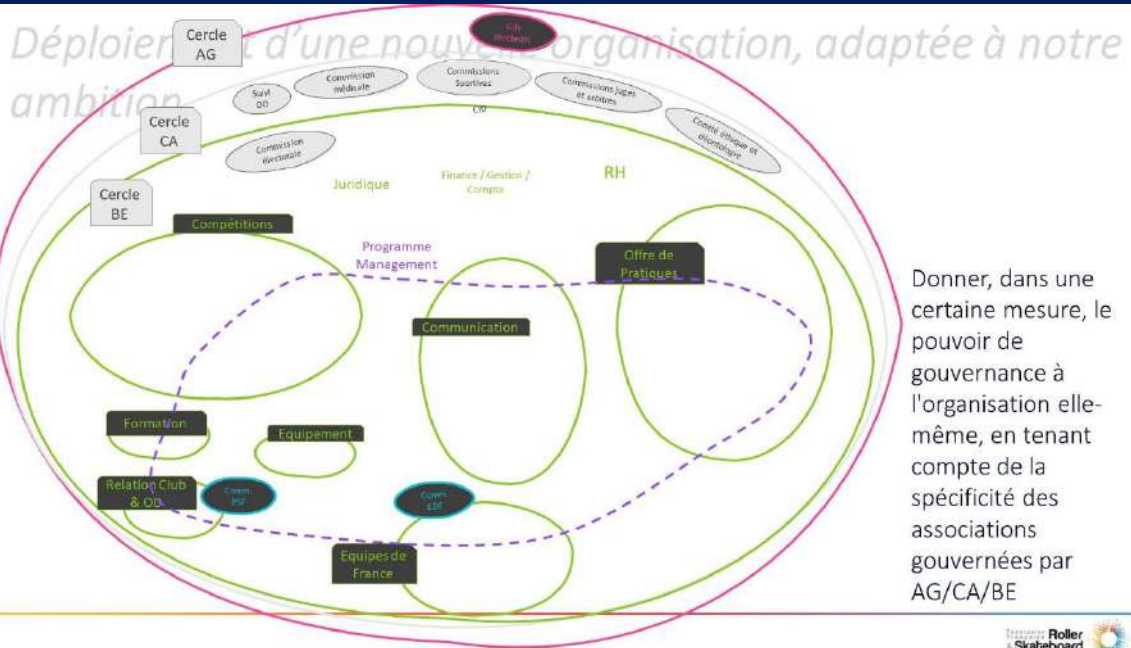 Déploiement d'une nouvelle organisation, adaptée à notre
ambition
Cercle
AG
Suivi
OD
Commission
médicale
Commissions
Sportives
Commissions juges
et arbitres
Comité éthique et
déontologie
Cercle
CA
Commission
électorale
Cercle
BE
Juridique
Finance / Gestion /
Compta
RH
Compétitions
Programme
Management
Offre de
Pratiques
Communication
Formation
Equipement
Relation Club
& OD
Comm.
PSF
Comm.
EDF
Equipes de
France
Donner, dans une
certaine mesure, le
pouvoir de
gouvernance à
l'organisation elle-
même, en tenant
compte de la
spécificité des
associations
gouvernées par
AG/CA/BE
Roller
& Skateboard